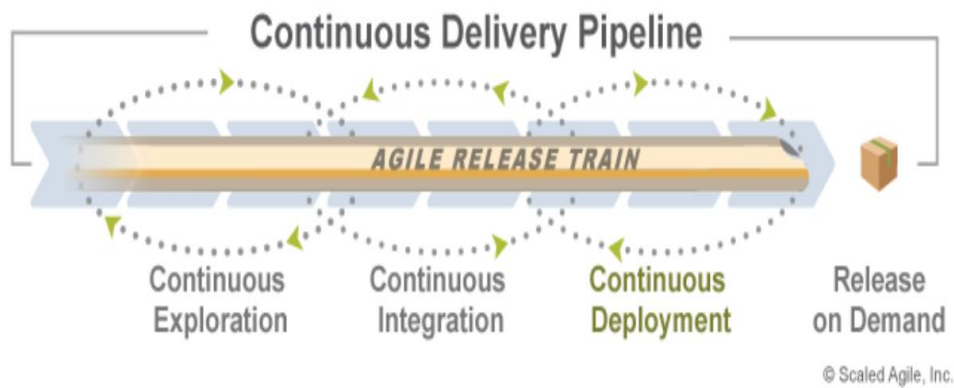 Continuous Delivery Pipeline
AGILE RELEASE TRAIN
Continuous
Exploration
Continuous
Integration
Continuous
Deployment
Release
on Demand
© Scaled Agile, Inc.